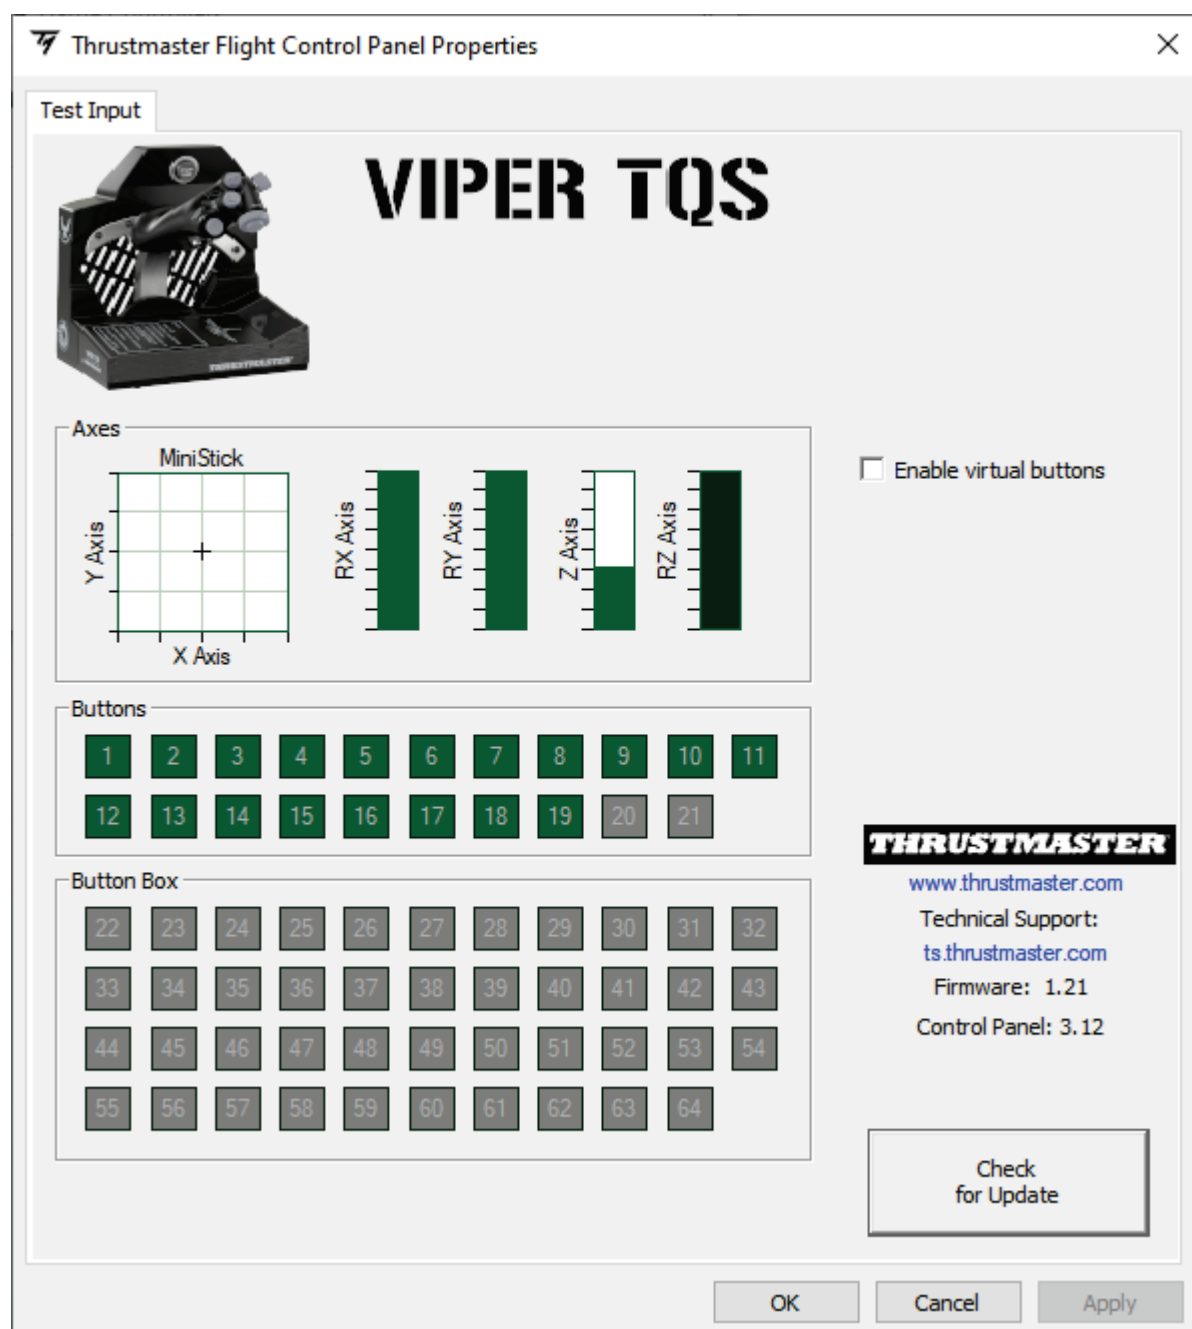 Thrustmaster Flight Control Panel Properties
Test Input
VIPER TQS
THRUSTMASTER
Axes
MiniStick
Y Axis
X Axis
RX Axis
RY Axis
Z Axis
RZ Axis
Enable virtual buttons
Buttons
1 2 3 4 5 6 7 8 9 10 11
12 13 14 15 16 17 18 19 20 21
Button Box
22 23 24 25 26 27 28 29 30 31 32
33 34 35 36 37 38 39 40 41 42 43
44 45 46 47 48 49 50 51 52 53 54
55 56 57 58 59 60 61 62 63 64
THRUSTMASTER
www.thrustmaster.com
Technical Support:
ts.thrustmaster.com
Firmware: 1.21
Control Panel: 3.12
Check
for Update
OK Cancel Apply